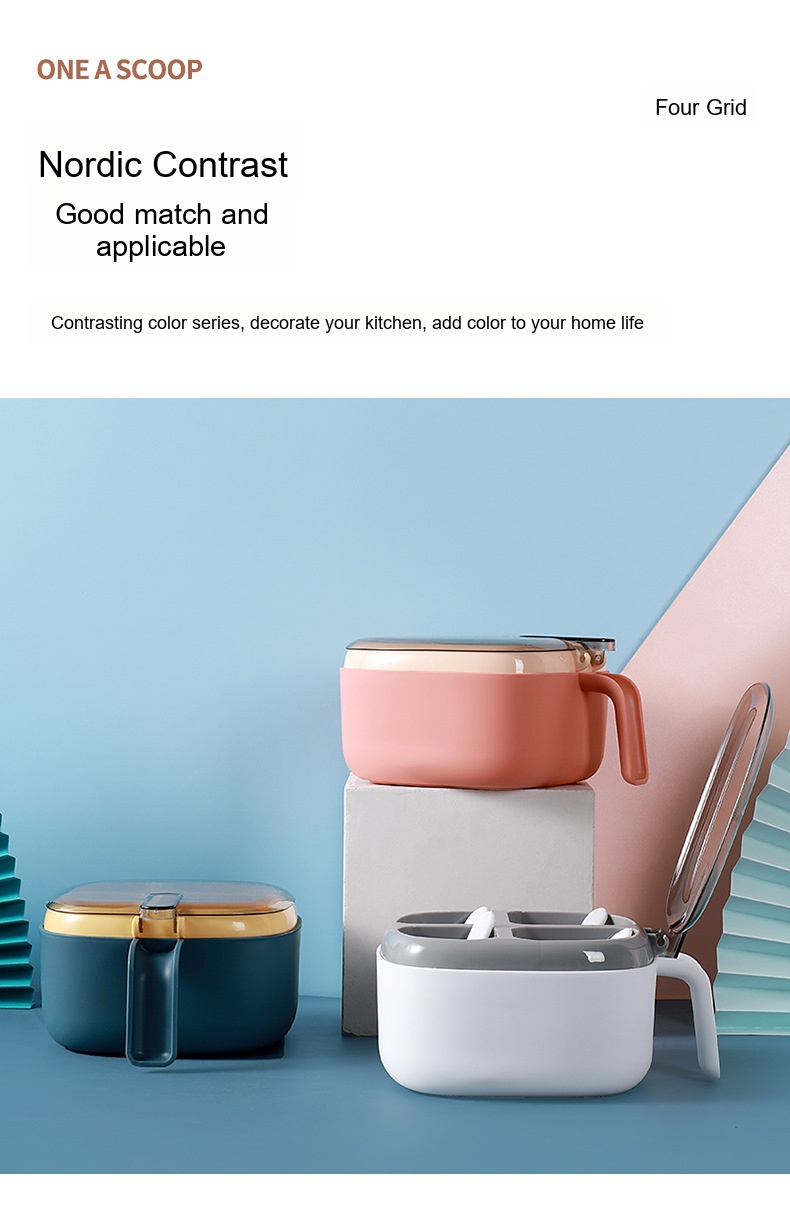 ONE A SCOOP
Four Grid
Nordic Contrast
Good match and
applicable
Contrasting color series, decorate your kitchen, add color to your home life